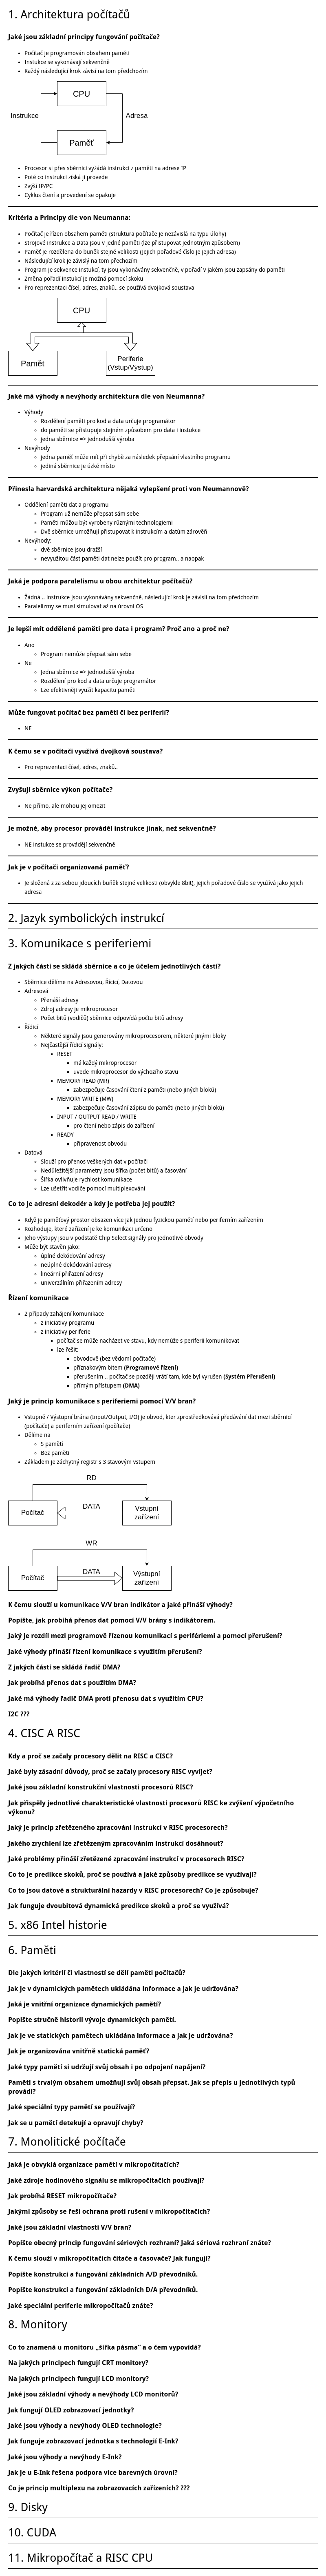 1. Architektura počítačů
Jaké jsou základní principy fungování počítače?
Počítač je programován obsahem paměti
Instukce se vykonávají sekvenčně
Každý následující krok závisí na tom předchozím
CPU
Instrukce
Adresa
Paměť
Procesor si přes sběrnici vyžádá instrukci z paměti na adrese IP
Poté co instrukci získá ji provede
Zvýší IP/PC
Cyklus čtení a provedení se opakuje
Kritéria a Principy dle von Neumanna:
Počítač je řízen obsahem paměti (struktura počítače je nezávislá na typu úlohy)
Strojové instrukce a Data jsou v jedné paměti (lze přistupovat jednotným způsobem)
Paměť je rozdělena do buněk stejné velikosti (jejich pořadové číslo je jejich adresa)
Následující krok je závislý na tom přechozím
Program je sekvence instukcí, ty jsou vykonávány sekvenčně, v pořadí v jakém jsou zapsány do paměti
Změna pořadí instukcí je možná pomocí skoku
Pro reprezentaci čísel, adres, znaků.. se používá dvojková soustava
CPU
Pamět
Periferie
(Vstup/Výstup)
Jaké má výhody a nevýhody architektura dle von Neumanna?
Výhody
Rozdělení paměti pro kod a data určuje programátor
do paměti se přistupuje stejném způsobem pro data i instukce
jedna sběrnice => jednodušší výroba
Nevýhody
jedna paměť může mít při chybě za následek přepsání vlastního programu
jediná sběrnice je úzké místo
Přinesla harvardská architektura nějaká vylepšení proti von Neumannově?
Oddělení paměti dat a programu
Program už nemůže přepsat sám sebe
Paměti můžou být vyrobeny různými technologiemi
Dvě sběrnice umožňují přistupovat k instrukcím a datům zárověň
Nevýhody:
dvě sběrnice jsou dražší
nevyužitou část paměti dat nelze použít pro program.. a naopak
Jaká je podpora paralelismu u obou architektur počítačů?
Žádná .. instrukce jsou vykonávány sekvenčně, následující krok je závislí na tom předchozím
Paralelizmy se musí simulovat až na úrovni OS
Je lepší mít oddělené paměti pro data i program? Proč ano a proč ne?
Ano
Program nemůže přepsat sám sebe
Ne
Jedna sběrnice => jednodušší výroba
Rozdělení pro kod a data určuje programátor
Lze efektivněji využít kapacitu paměti
Může fungovat počítač bez paměti či bez periferií?
NE
K čemu se v počítači využívá dvojková soustava?
Pro reprezentaci čísel, adres, znaků..
Zvyšují sběrnice výkon počítače?
Ne přímo, ale mohou jej omezit
Je možné, aby procesor prováděl instrukce jinak, než sekvenčně?
NE instukce se provádějí sekvenčně
Jak je v počítači organizovaná paměť?
Je složená z za sebou jdoucích buňěk stejné velikosti (obvykle 8bit), jejich pořadové číslo se využívá jako jejich
adresa
2. Jazyk symbolických instrukcí
3. Komunikace s periferiemi
Z jakých částí se skládá sběrnice a co je účelem jednotlivých částí?
Sběrnice dělíme na Adresovou, Řícicí, Datovou
Adresová
Přenáší adresy
Zdroj adresy je mikroprocesor
Počet bitů (vodičů) sběrnice odpovídá počtu bitů adresy
Řídicí
Některé signály jsou generovány mikroprocesorem, některé jinými bloky
Nejčastější řídící signály:
RESET
má každý mikroprocesor
uvede mikroprocesor do výchozího stavu
MEMORY READ (MR)
zabezpečuje časování čtení z paměti (nebo jiných bloků)
MEMORY WRITE (MW)
zabezpečuje časování zápisu do paměti (nebo jiných bloků)
INPUT / OUTPUT READ / WRITE
pro čtení nebo zápis do zařízení
READY
připravenost obvodu
Datová
Slouží pro přenos veškerých dat v počítači
Nedůležitější parametry jsou šířka (počet bitů) a časování
Šířka ovlivňuje rychlost komunikace
Lze ušetřit vodiče pomocí multiplexování
Co to je adresní dekodér a kdy je potřeba jej použít?
Když je paměťový prostor obsazen více jak jednou fyzickou pamětí nebo periferním zařízením
Rozhoduje, které zařízení je ke komunikaci určeno
Jeho výstupy jsou v podstatě Chip Select signály pro jednotlivé obvody
Může být stavěn jako:
úplné dekódování adresy
neúplné dekódování adresy
lineární přiřazení adresy
univerzálním přiřazením adresy
Řízení komunikace
2 případy zahájení komunikace
z iniciativy programu
z iniciativy periferie
počítač se může nacházet ve stavu, kdy nemůže s periferii komunikovat
lze řešit:
obvodově (bez vědomí počítače)
příznakovým bitem (Programové řízení)
přerušením .. počítač se později vrátí tam, kde byl vyrušen (Systém Přerušení)
přímým přístupem (DMA)
Jaký je princip komunikace s periferiemi pomocí V/V bran?
Vstupně / Výstupní brána (Input/Output, I/O) je obvod, kter zprostředkovává předávání dat mezi sběrnicí
(počítače) a periferním zařízení (počítače)
Dělíme na
S pamětí
Bez paměti
Základem je záchytný registr s 3 stavovým vstupem
RD
Počítač
DATA
Vstupní
zařízení
WR
Počítač
DATA
Výstupní
zařízení
K čemu slouží u komunikace V/V bran indikátor a jaké přináší výhody?
Popište, jak probíhá přenos dat pomocí V/V brány s indikátorem.
Jaký je rozdíl mezi programově řízenou komunikací s perifériemi a pomocí přerušení?
Jaké výhody přináší řízení komunikace s využitím přerušení?
Z jakých částí se skládá řadič DMA?
Jak probíhá přenos dat s použitím DMA?
Jaké má výhody řadič DMA proti přenosu dat s využitím CPU?
I2C ???
4. CISC A RISC
Kdy a proč se začaly procesory dělit na RISC a CISC?
Jaké byly zásadní důvody, proč se začaly procesory RISC vyvíjet?
Jaké jsou základní konstrukční vlastnosti procesorů RISC?
Jak přispěly jednotlivé charakteristické vlastnosti procesorů RISC ke zvýšení výpočetního
výkonu?
Jaký je princip zřetězeného zpracování instrukcí v RISC procesorech?
Jakého zrychlení lze zřetězeným zpracováním instrukcí dosáhnout?
Jaké problémy přináší zřetězené zpracování instrukcí v procesorech RISC?
Co to je predikce skoků, proč se používá a jaké způsoby predikce se využívají?
Co to jsou datové a strukturální hazardy v RISC procesorech? Co je způsobuje?
Jak funguje dvoubitová dynamická predikce skoků a proč se využívá?
5. x86 Intel historie
6. Paměti
Dle jakých kritérií či vlastností se dělí paměti počítačů?
Jak je v dynamických pamětech ukládána informace a jak je udržována?
Jaká je vnitřní organizace dynamických pamětí?
Popište stručně historii vývoje dynamických pamětí.
Jak je ve statických pamětech ukládána informace a jak je udržována?
Jak je organizována vnitřně statická paměť?
Jaké typy pamětí si udržují svůj obsah i po odpojení napájení?
Paměti s trvalým obsahem umožňují svůj obsah přepsat. Jak se přepis u jednotlivých typů
provádí?
Jaké speciální typy pamětí se používají?
Jak se u pamětí detekují a opravují chyby?
7. Monolitické počítače
Jaká je obvyklá organizace pamětí v mikropočítačích?
Jaké zdroje hodinového signálu se mikropočítačích používají?
Jak probíhá RESET mikropočítače?
Jakými způsoby se řeší ochrana proti rušení v mikropočítačích?
Jaké jsou základní vlastnosti V/V bran?
Popište obecný princip fungování sériových rozhraní? Jaká sériová rozhraní znáte?
K čemu slouží v mikropočítačích čítače a časovače? Jak fungují?
Popište konstrukci a fungování základních A/D převodníků.
Popište konstrukci a fungování základních D/A převodníků.
Jaké speciální periferie mikropočítačů znáte?
8. Monitory
Co to znamená u monitorů „šířka pásma“ a o čem vypovídá?
Na jakých principech fungují CRT monitory?
Na jakých principech fungují LCD monitory?
Jaké jsou základní výhody a nevýhody LCD monitorů?
Jak fungují OLED zobrazovací jednotky?
Jaké jsou výhody a nevýhody OLED technologie?
Jak funguje zobrazovací jednotka s technologií E-Ink?
Jaké jsou výhody a nevýhody E-Ink?
Jak je u E-Ink řešena podpora více barevných úrovní?
Co je princip multiplexu na zobrazovacích zařízeních? ???
9. Disky
10. CUDA
11. Mikropočítač a RISC CPU